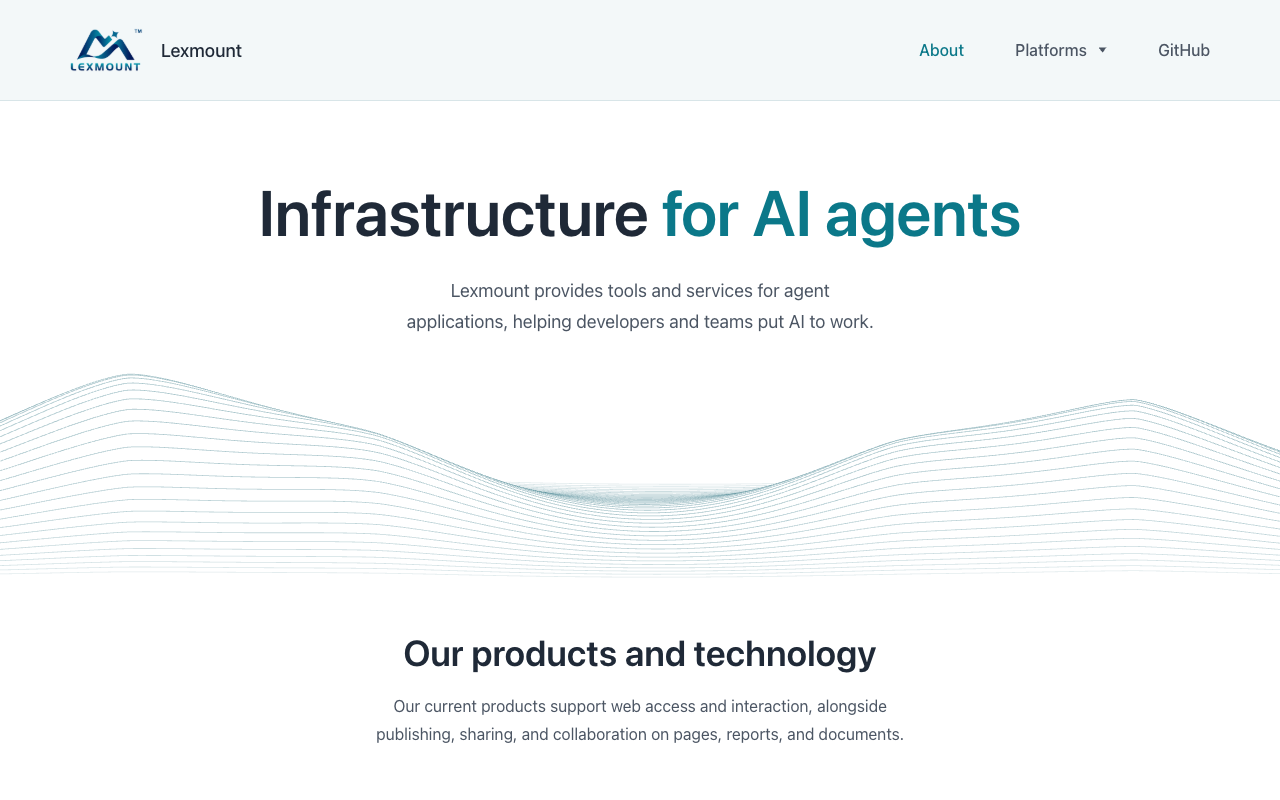 LEXMOUNT
TM
Lexmount
About
Platforms
GitHub
Infrastructure for AI agents
Lexmount provides tools and services for agent
applications, helping developers and teams put AI to work.
Our products and technology
Our current products support web access and interaction, alongside
publishing, sharing, and collaboration on pages, reports, and documents.